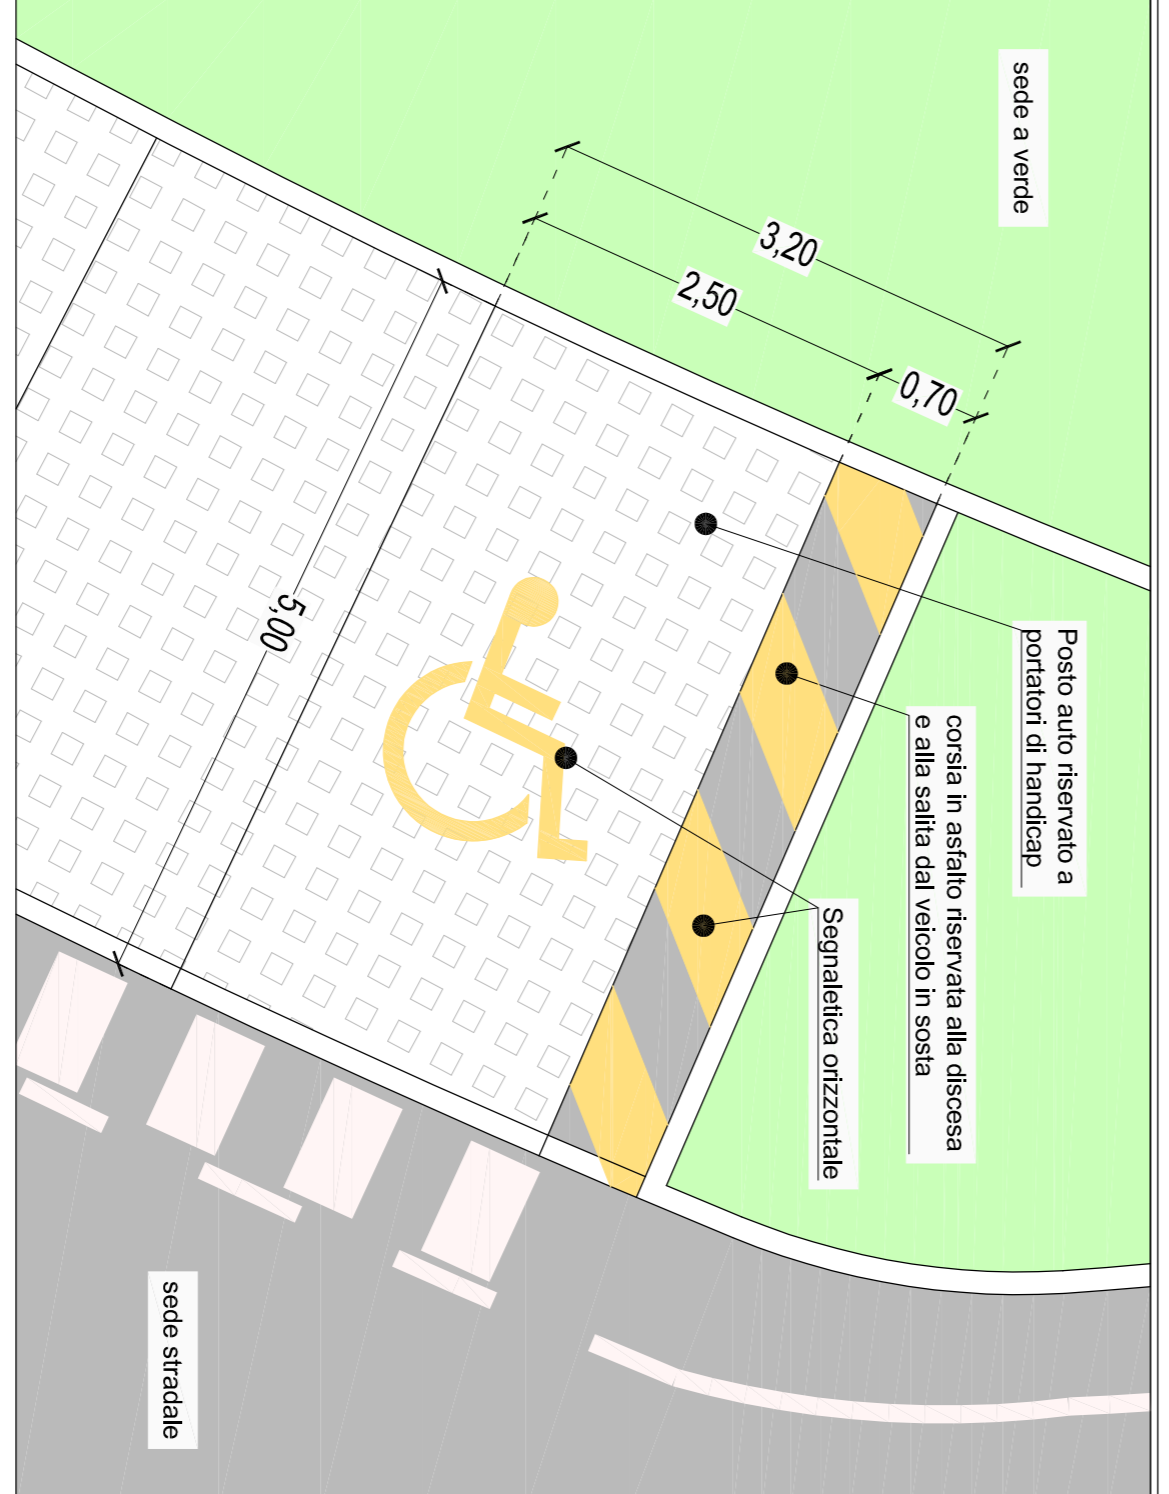 sede a verde
3,20
2,50
0,70
Posto auto riservato a
portatori di handicap
corsia in asfalto riservata alla discesa
e alla salita dal veicolo in sosta
5,00
Segnaletica orizzontale
sede stradale